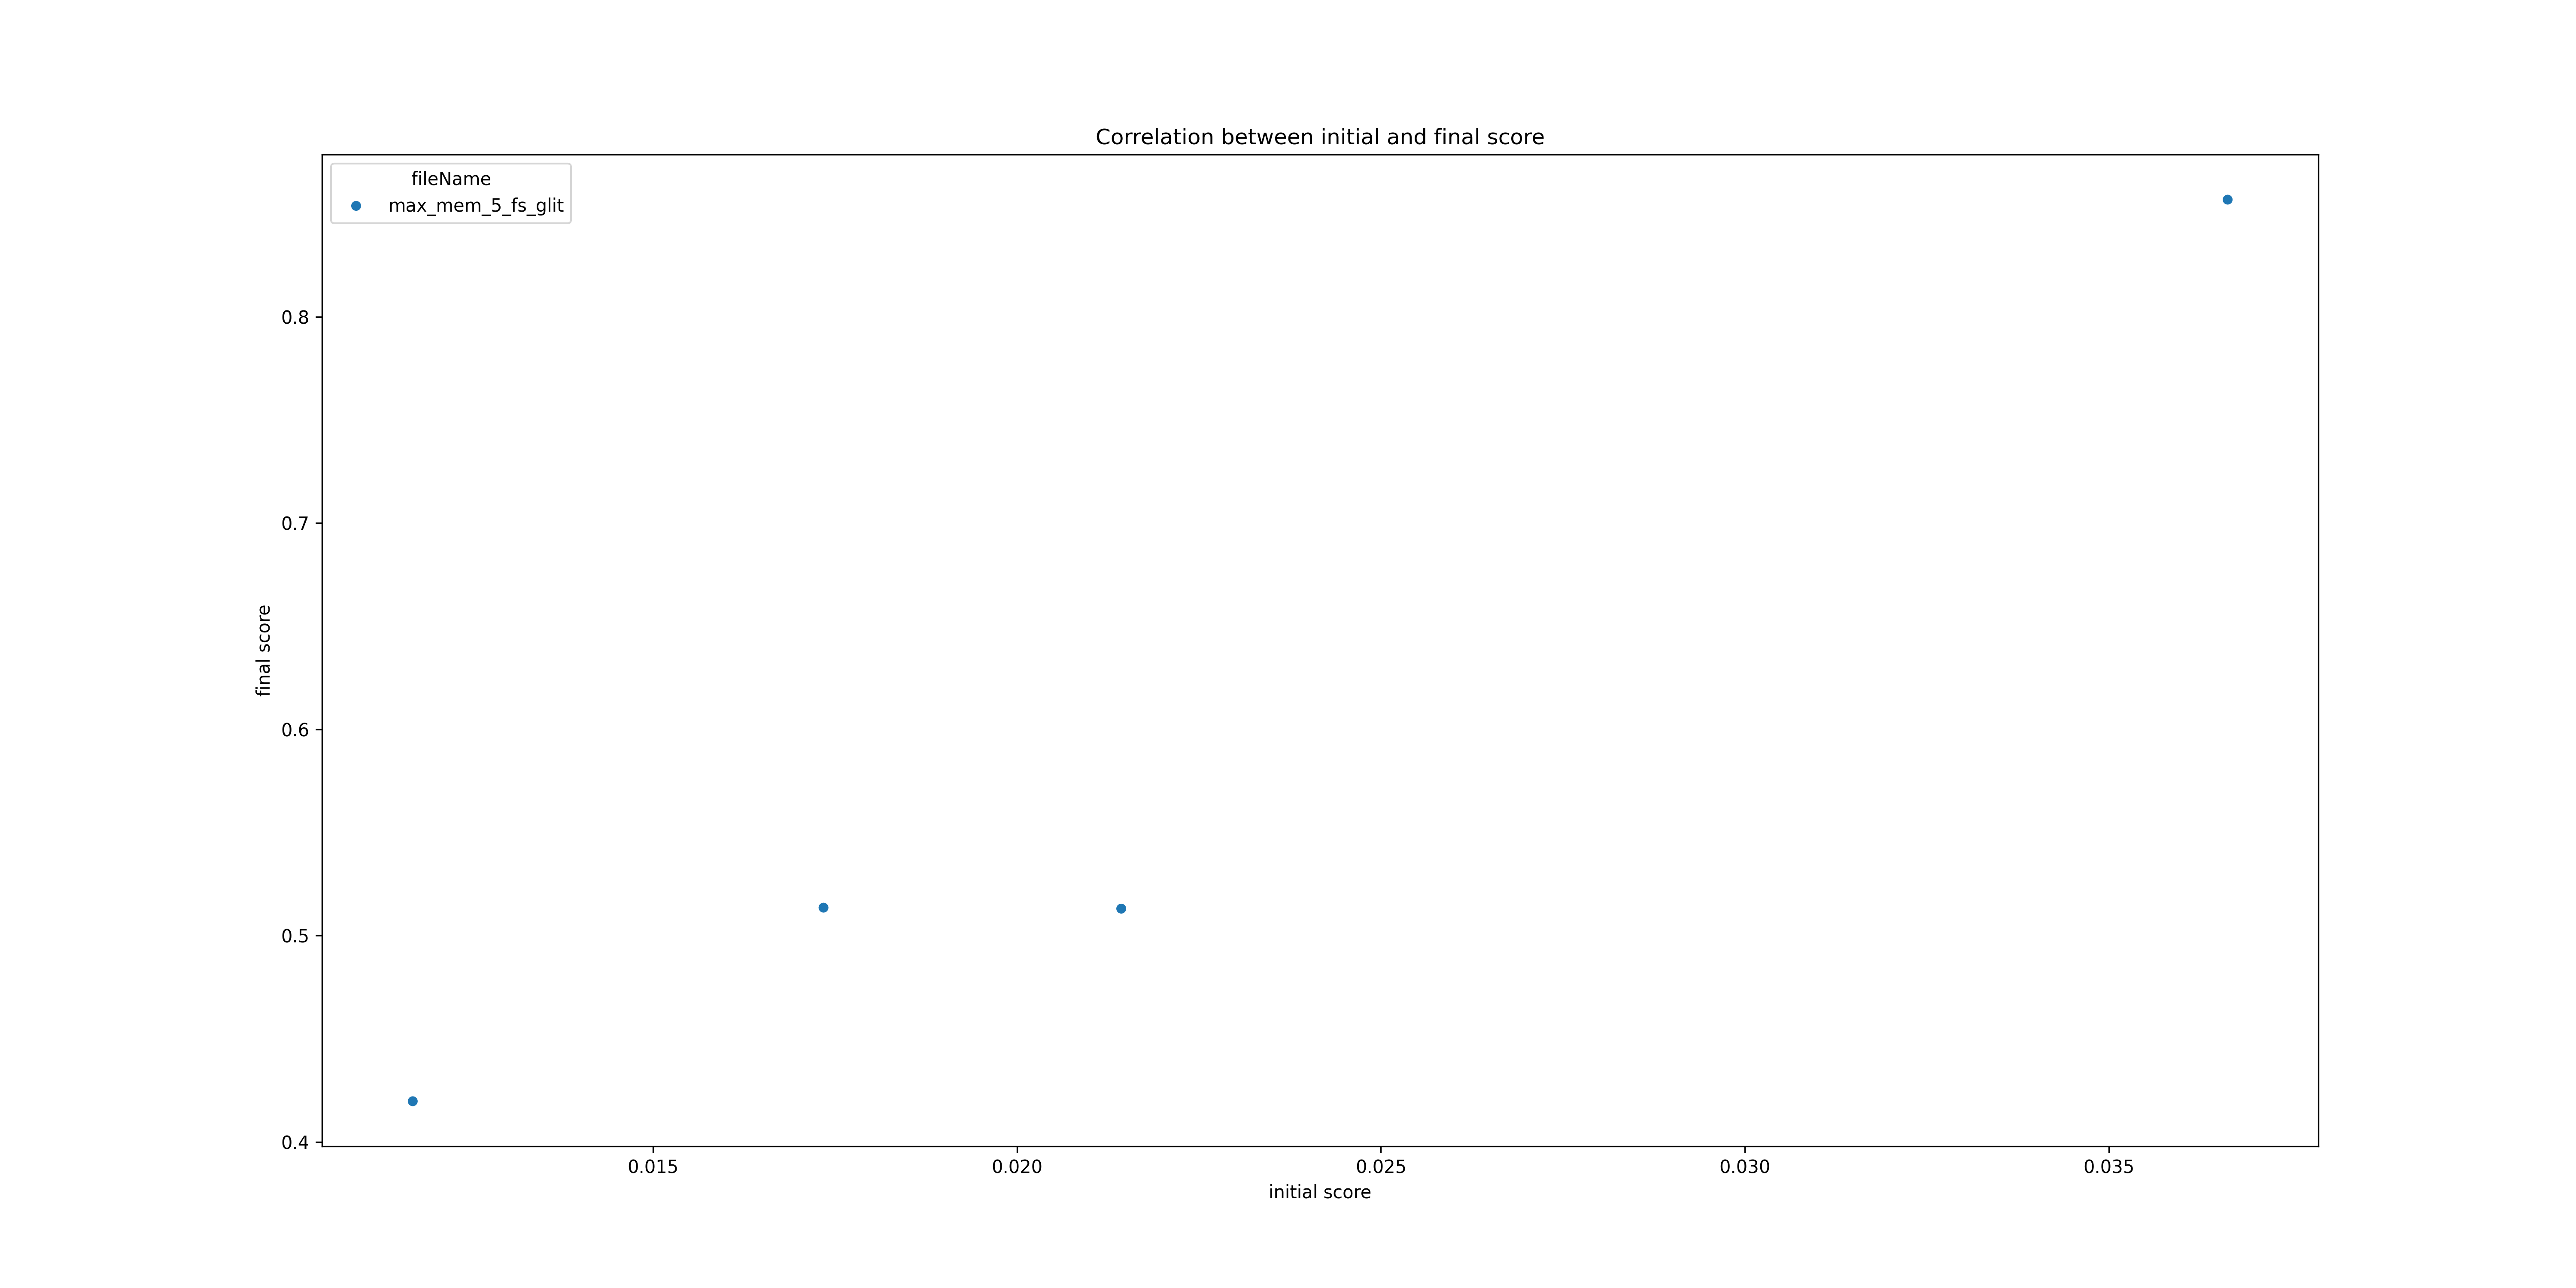 Correlation between initial and final score
fileName
max_mem_5_fs_glit
0.8
0.7
0.6
0.5
0.4
final score
0.015 0.020 0.025 0.030 0.035
initial score